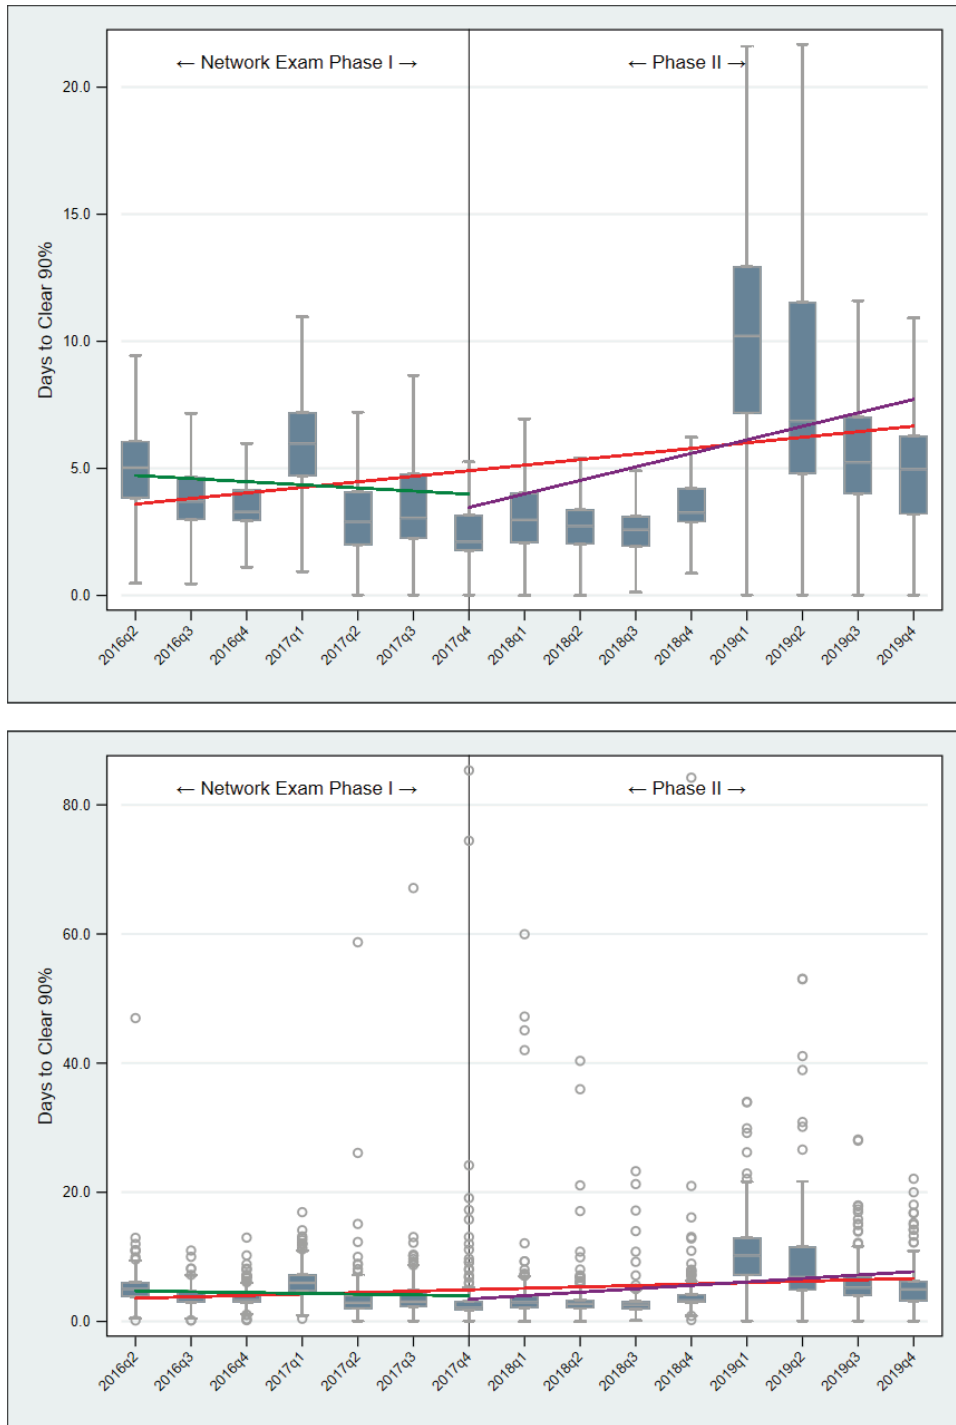 ← Network Exam Phase I →
← Phase II →
Days to Clear 90%
20.0
15.0
10.0
5.0
0.0
2016q2
2016q3
2016q4
2017q1
2017q2
2017q3
2017q4
2018q1
2018q2
2018q3
2018q4
2019q1
2019q2
2019q3
2019q4
← Network Exam Phase I →
← Phase II →
Days to Clear 90%
80.0
60.0
40.0
20.0
0.0
2016q2
2016q3
2016q4
2017q1
2017q2
2017q3
2017q4
2018q1
2018q2
2018q3
2018q4
2019q1
2019q2
2019q3
2019q4